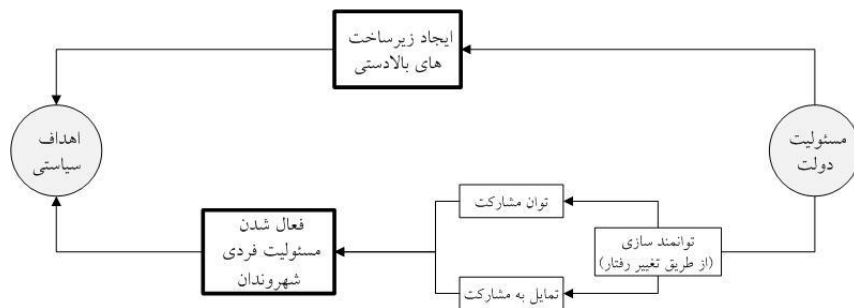 ایجاد زیرساخت
های بالادستی
مسئولیت
دولت
اهداف
سیاستی
توان مشارکت
توانمند سازی
(از طریق تغییر رفتار)
تمایل به مشارکت
فعال شدن
مسئولیت فردی
شهروندان